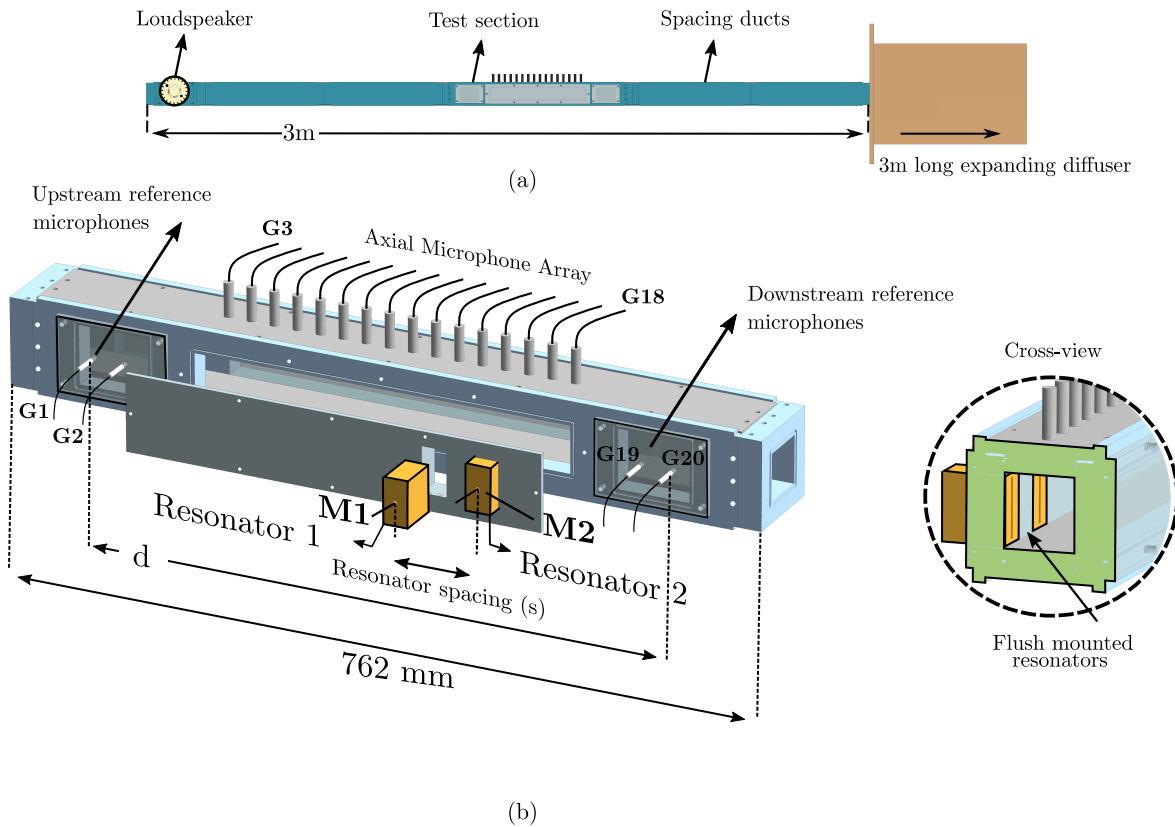 Loudspeaker
Test section
Spacing ducts
3m
3m long expanding diffuser
(a)
Upstream reference
microphones
G3
Axial Microphone Array
G18
Downstream reference
microphones
Cross-view
G1
G2
G19
G20
M1
M2
Resonator 1
Resonator 2
d
Resonator spacing (s)
762 mm
Flush mounted
resonators
(b)